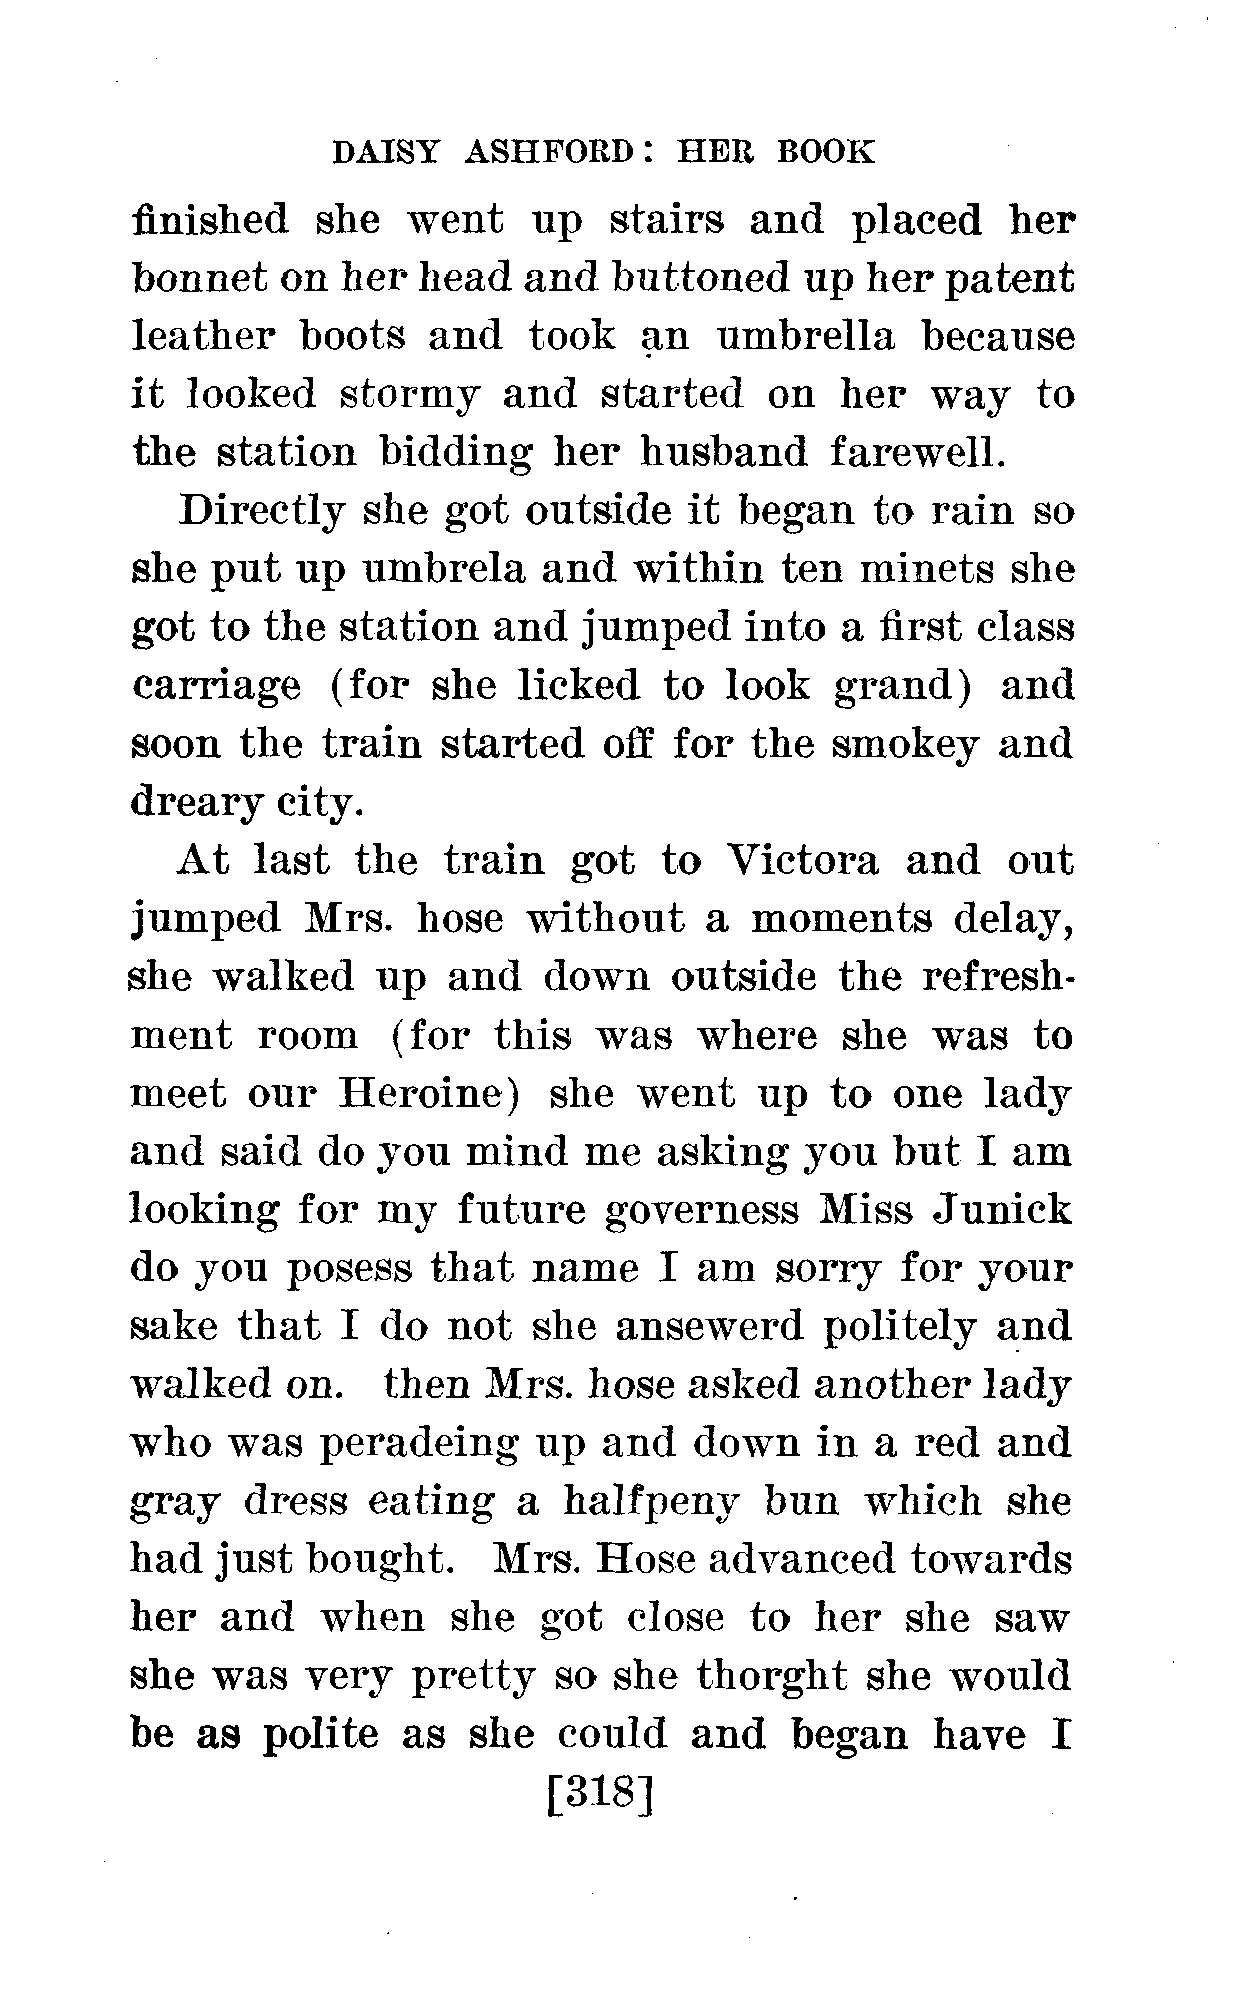 DAISY ASHFORD: HER BOOK
finished she went up stairs and placed her
bonnet on her head and buttoned up her patent
leather boots and took an umbrella because
it looked stormy and started on her way to
the station bidding her husband farewell.
Directly she got outside it began to rain so
she put up umbrela and within ten minets she
got to the station and jumped into a first class
carriage (for she licked to look grand) and
soon the train started off for the smokey and
dreary city.
At last the train got to Victora and out
jumped Mrs. hose without a moments delay,
she walked up and down outside the refresh-
ment room (for this was where she was to
meet our Heroine) she went up to one lady
and said do you mind me asking you but I am
looking for my future governess Miss Junick
do you posess that name I am sorry for your
sake that I do not she ansewerd politely and
walked on. then Mrs. hose asked another lady
who was peradeing up and down in a red and
gray dress eating a halfpeny bun which she
had just bought. Mrs. Hose advanced towards
her and when she got close to her she saw
she was very pretty so she thorght she would
be as polite as she could and began have I
[318]